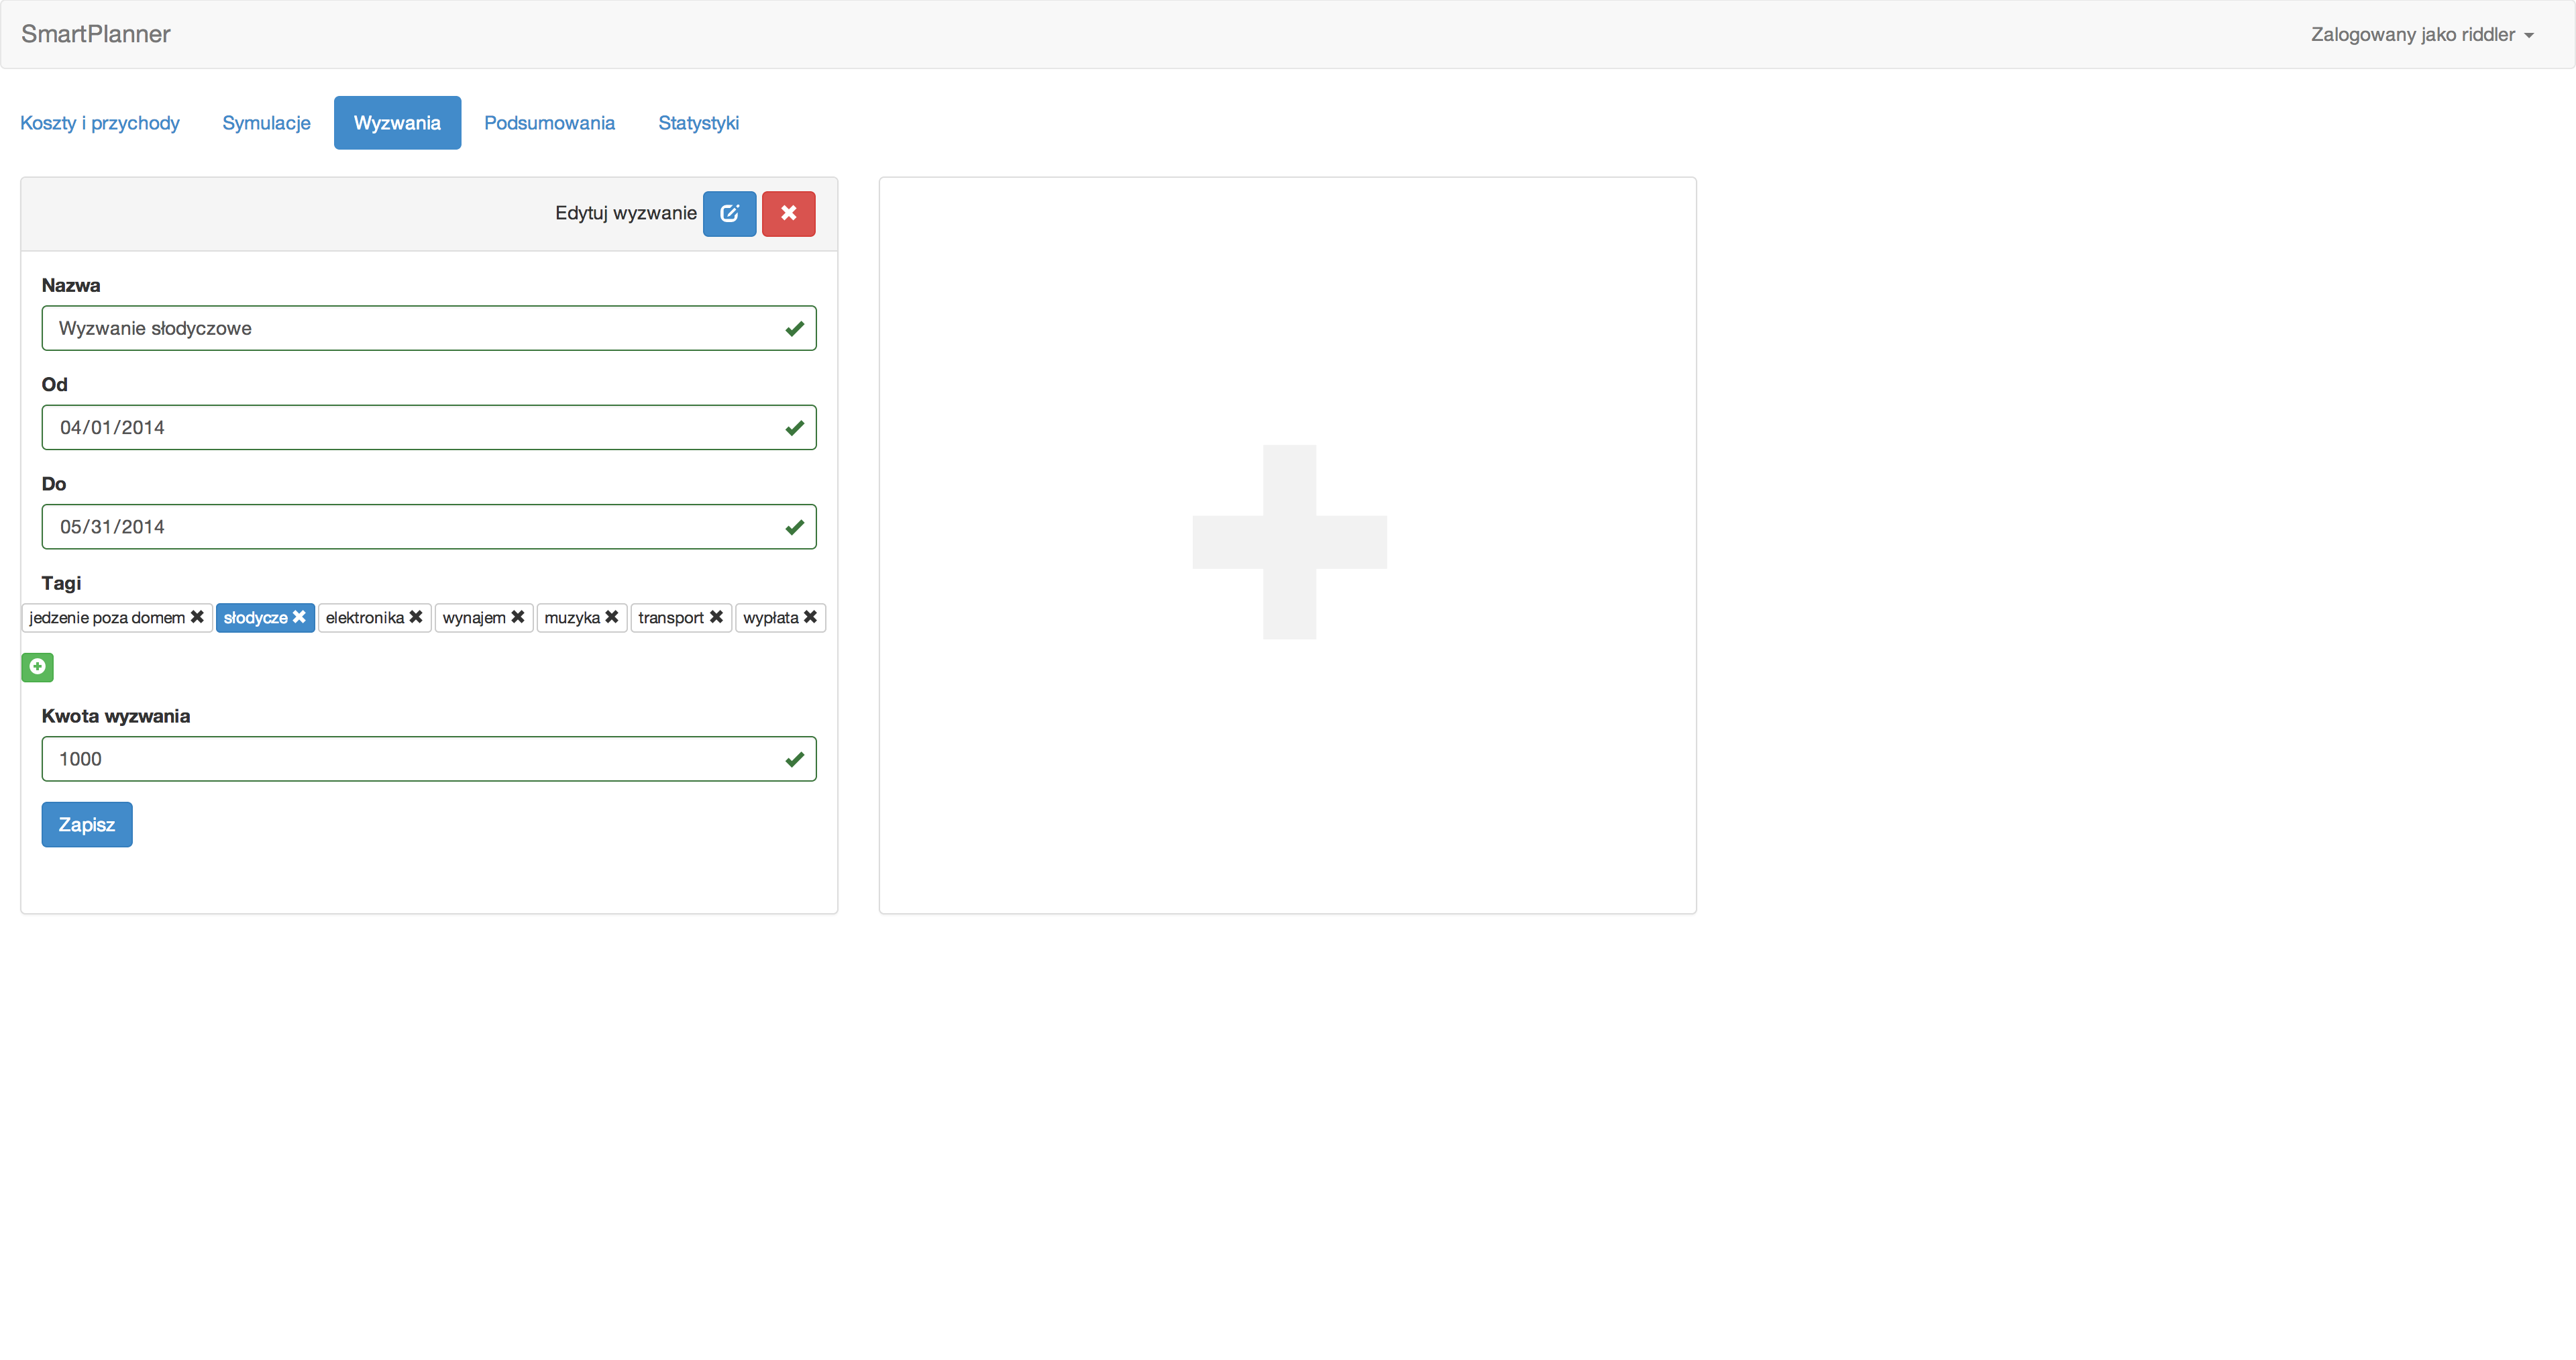 SmartPlanner
Zalogowany jako riddler
Koszty i przychody Symulacje Wyzwania Podsumowania Statystyki
Edytuj wyzwanie
Nazwa
Wyzwanie słodyczowe
Od
04/01/2014
Do
05/31/2014
Tagi
jedzenie poza domem słodycze elektronika wynajem muzyka transport wypłata
Kwota wyzwania
1000
Zapisz